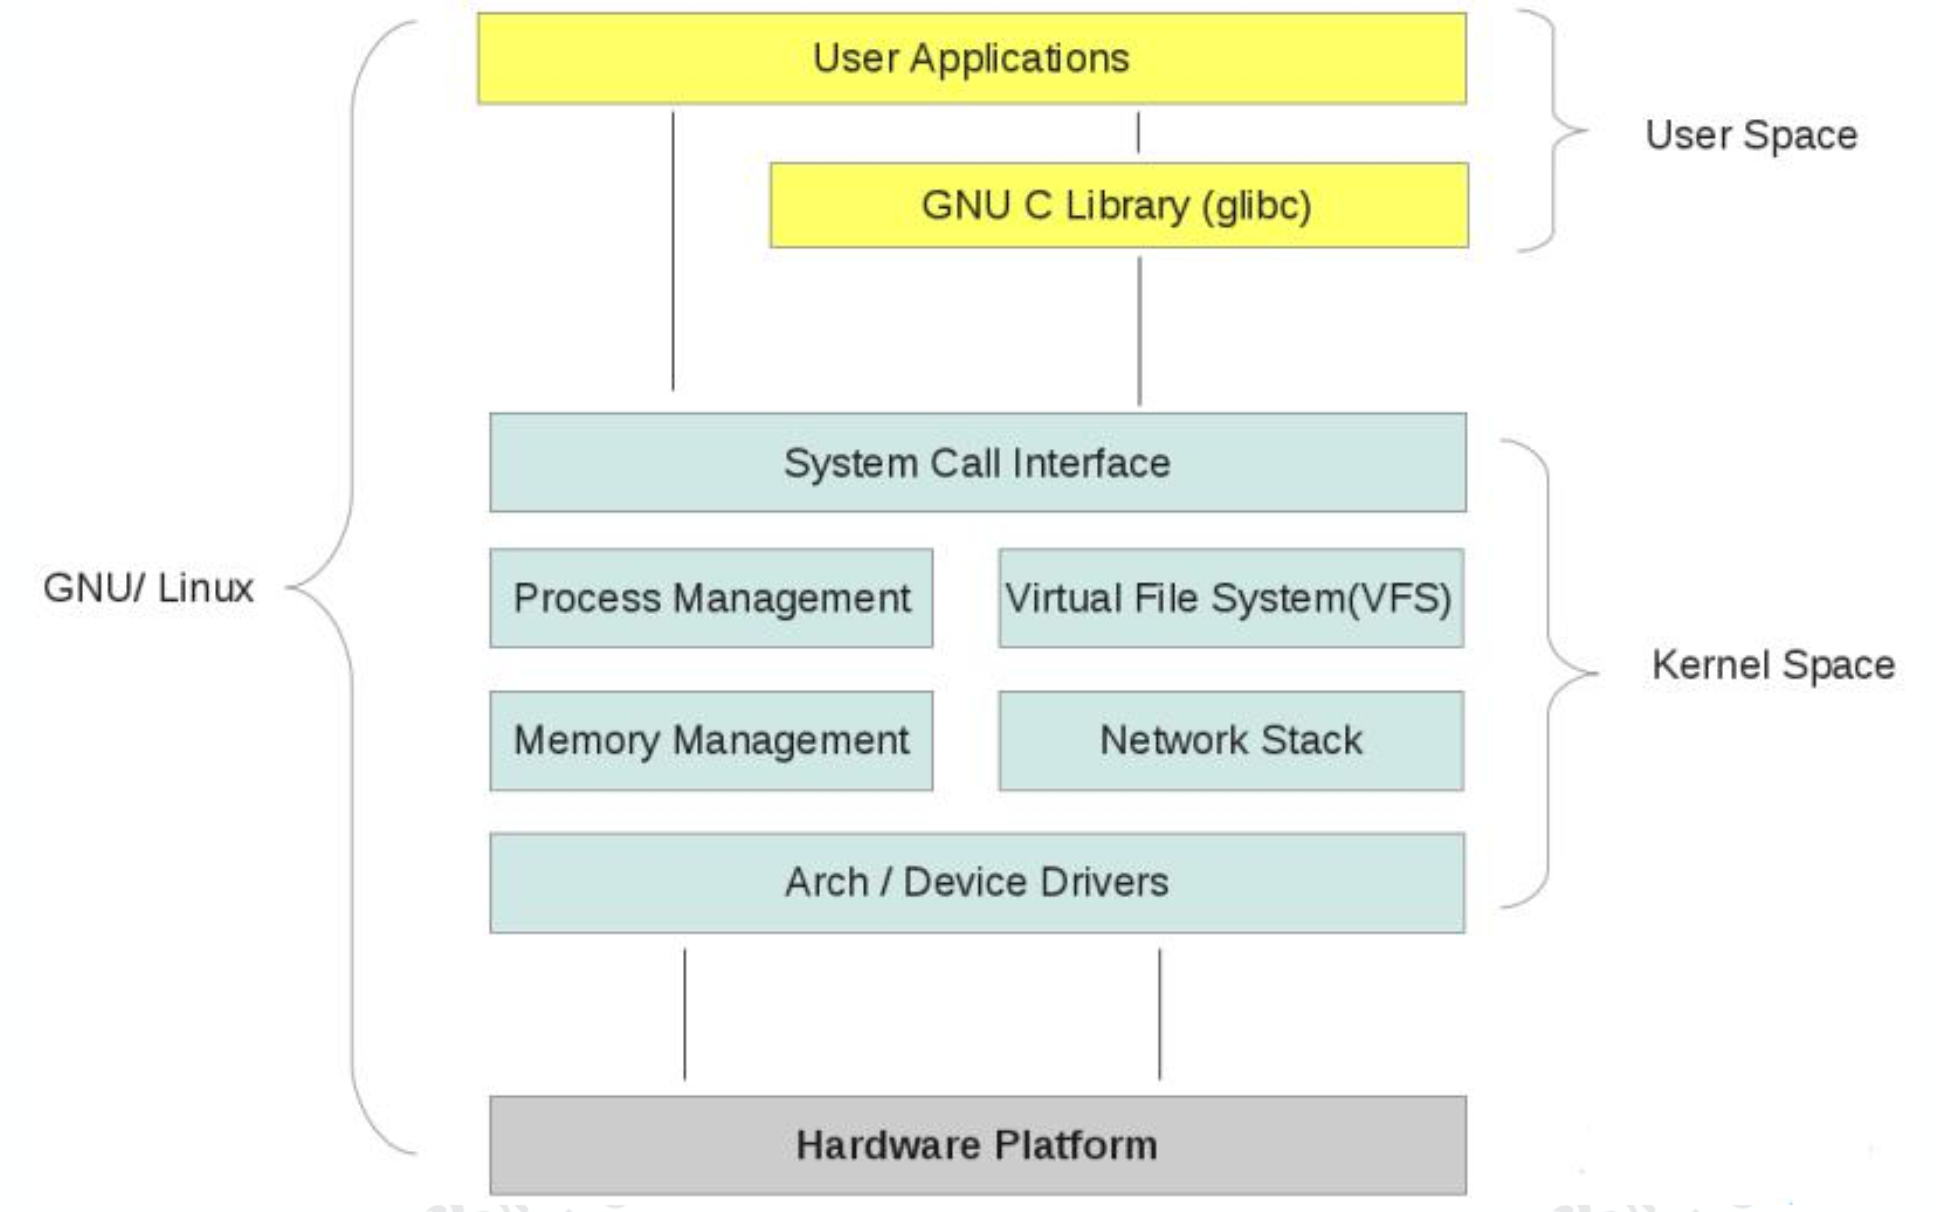 User Applications
User Space
GNU C Library (glibc)
System Call Interface
GNU/ Linux
Process Management
Virtual File System(VFS)
Kernel Space
Memory Management
Network Stack
Arch / Device Drivers
Hardware Platform